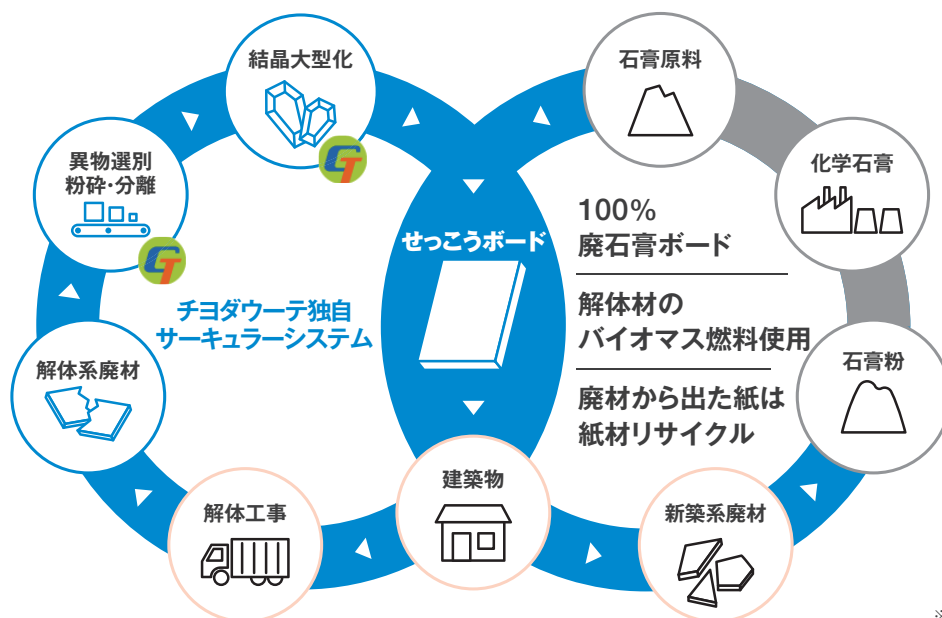 結晶大型化
石膏原料
異物選別
粉砕・分離
化学石膏
GT
GT
せっこうボード
100%
廃石膏ボード
チヨダウーテ独自
サーキュラーシステム
解体材の
バイオマス燃料使用
解体系廃材
石膏粉
廃材から出た紙は
紙材リサイクル
建築物
解体工事
新築系廃材
※